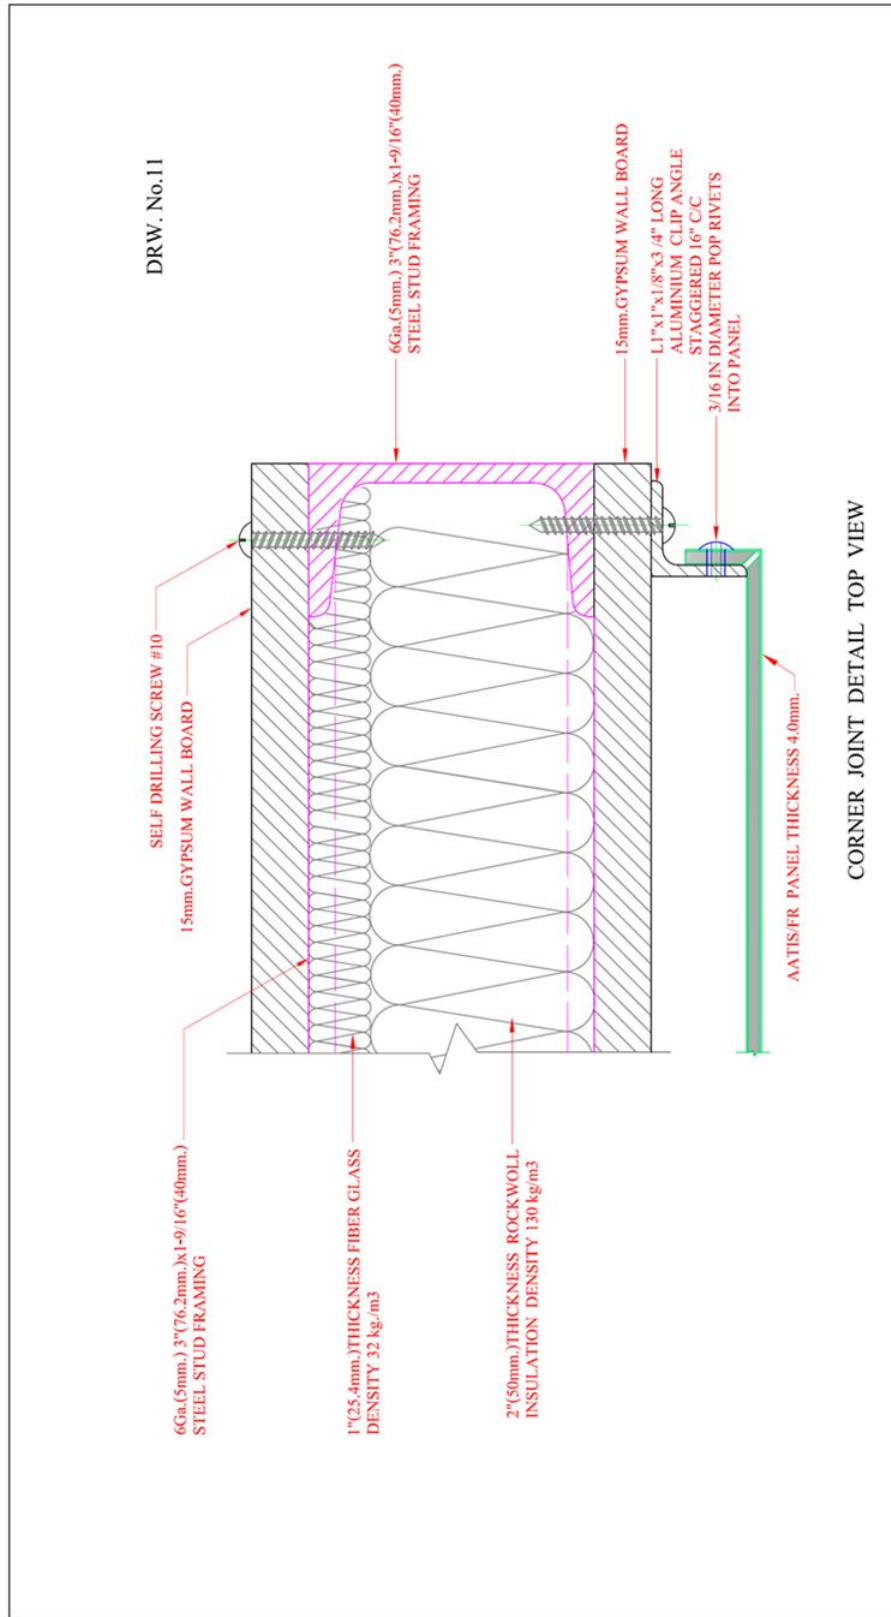 DRW. No.11
SELF DRILLING SCREW #10
15mm.GYPSUM WALL BOARD
6Ga.(5mm.) 3"(76.2mm.)x1-9/16"(40mm.)
STEEL STUD FRAMING
1"(25.4mm.)THICKNESS FIBER GLASS
DENSITY 32 kg./m3
2"(50mm.)THICKNESS ROCKWOLL
INSULATION DENSITY 130 kg/m3
6Ga.(5mm.) 3"(76.2mm.)x1-9/16"(40mm.)
STEEL STUD FRAMING
15mm.GYPSUM WALL BOARD
L1"x1"x1/8"x3 /4" LONG
ALUMINIUM CLIP ANGLE
STAGGERED 16" C/C
3/16 IN DIAMETER POP RIVETS
INTO PANEL
AATIS/FR PANEL THICKNESS 4.0mm.
CORNER JOINT DETAIL TOP VIEW